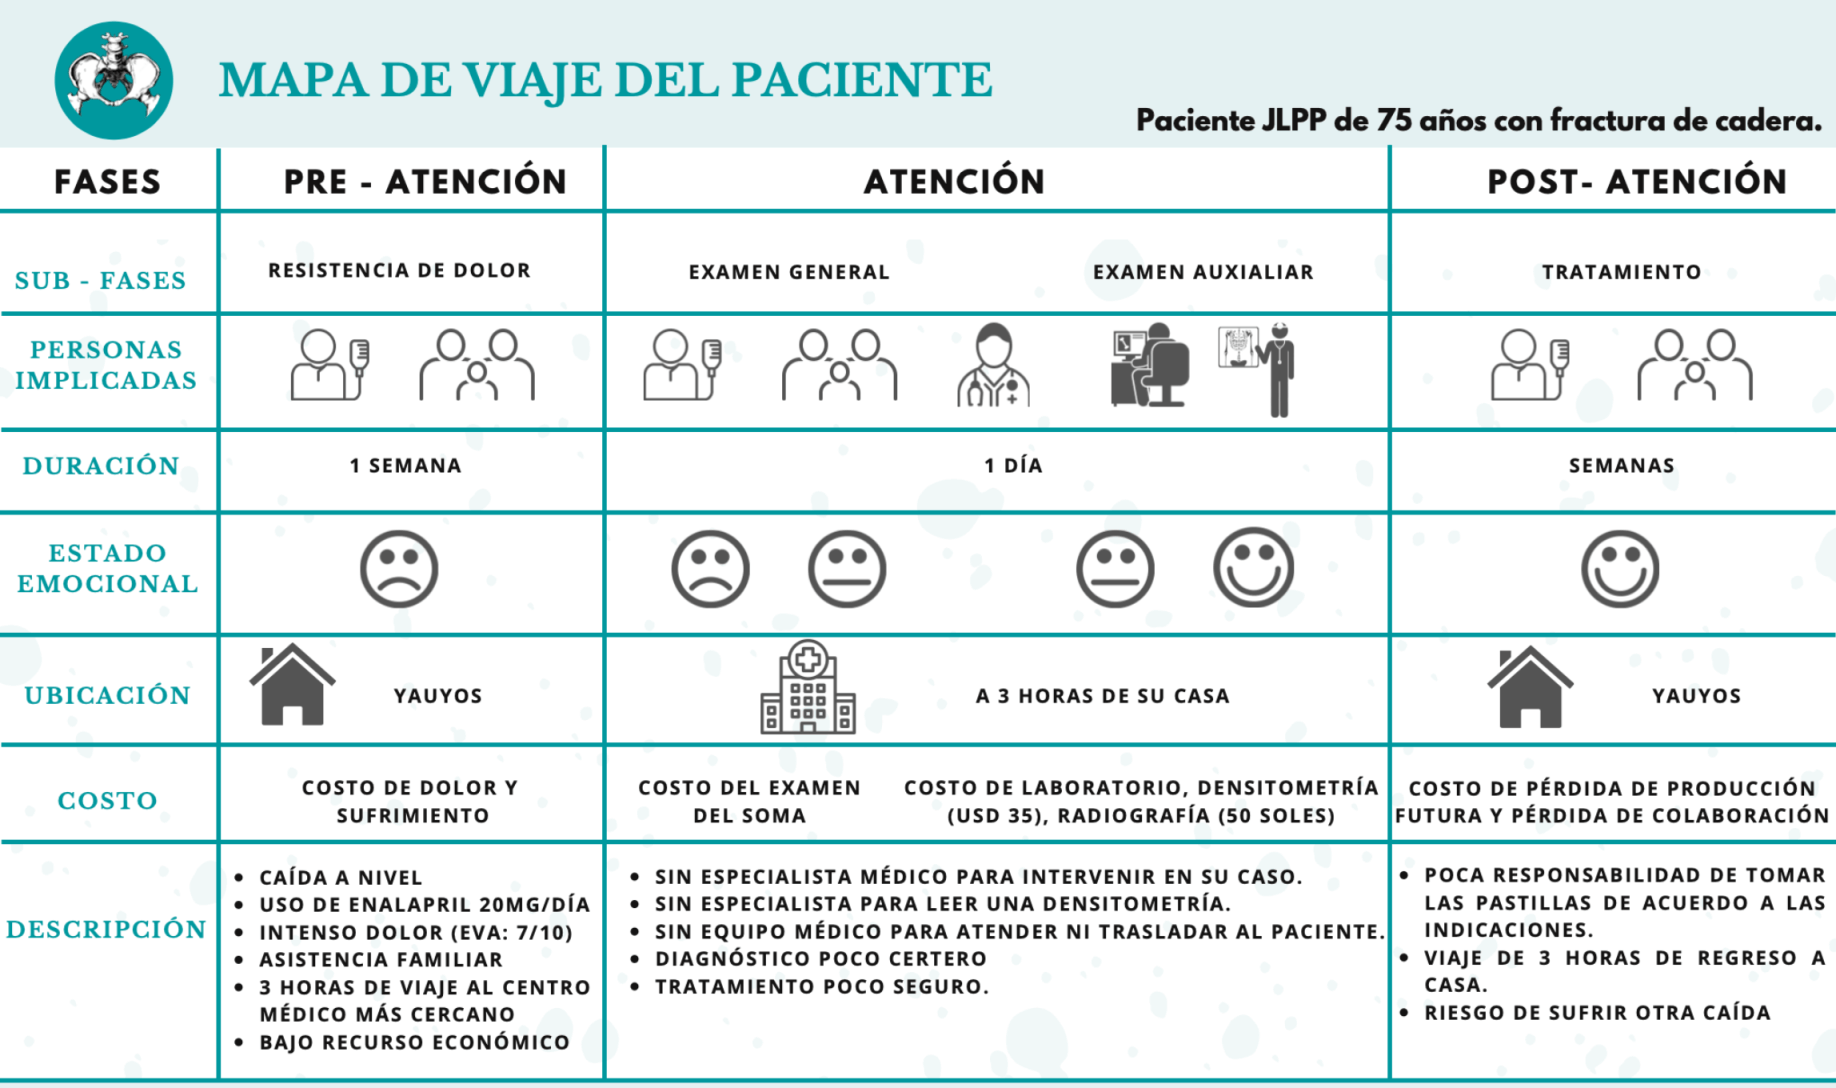 MAPA DE VIAJE DEL PACIENTE
Paciente JLPP de 75 años con fractura de cadera.
FASES
PRE - ATENCIÓN
ATENCIÓN
POST- ATENCIÓN
SUB - FASES
RESISTENCIA DE DOLOR
EXAMEN GENERAL
EXAMEN AUXIALIAR
TRATAMIENTO
PERSONAS
IMPLICADAS
DURACIÓN
1 SEMANA
1 DÍA
SEMANAS
ESTADO
EMOCIONAL
UBICACIÓN
YAUYOS
A 3 HORAS DE SU CASA
YAUYOS
COSTO
COSTO DE DOLOR Y
SUFRIMIENTO
COSTO DEL EXAMEN
DEL SOMA
COSTO DE LABORATORIO, DENSITOMETRÍA
(USD 35), RADIOGRAFÍA (50 SOLES)
COSTO DE PÉRDIDA DE PRODUCCIÓN
FUTURA Y PÉRDIDA DE COLABORACIÓN
DESCRIPCIÓN
• CAÍDA A NIVEL
• USO DE ENALAPRIL 20MG/DÍA
• INTENSO DOLOR (EVA: 7/10)
• ASISTENCIA FAMILIAR
• 3 HORAS DE VIAJE AL CENTRO
MÉDICO MÁS CERCANO
• BAJO RECURSO ECONÓMICO
• SIN ESPECIALISTA MÉDICO PARA INTERVENIR EN SU CASO.
• SIN ESPECIALISTA PARA LEER UNA DENSITOMETRÍA.
• SIN EQUIPO MÉDICO PARA ATENDER NI TRASLADAR AL PACIENTE.
• DIAGNÓSTICO POCO CERTERO
• TRATAMIENTO POCO SEGURO.
• POCA RESPONSABILIDAD DE TOMAR
LAS PASTILLAS DE ACUERDO A LAS
INDICACIONES.
• VIAJE DE 3 HORAS DE REGRESO A
CASA.
• RIESGO DE SUFRIR OTRA CAÍDA